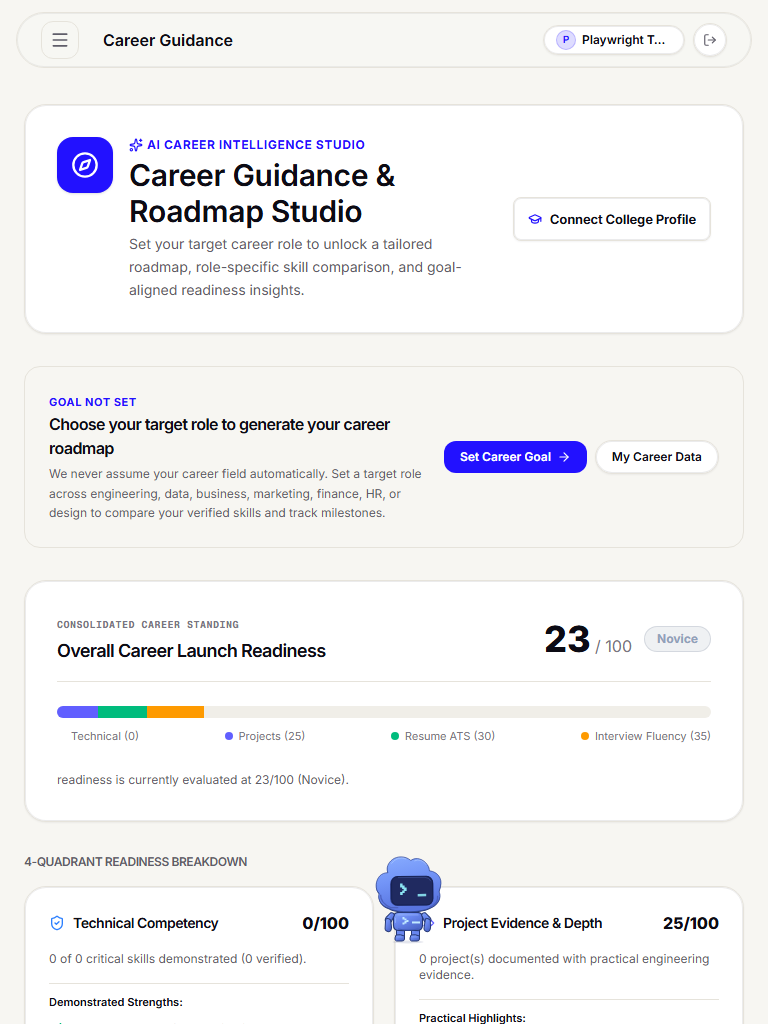 Career Guidance
P
Playwright T...
AI CAREER INTELLIGENCE STUDIO
Career Guidance &
Roadmap Studio
Set your target career role to unlock a tailored
roadmap, role-specific skill comparison, and goal-
aligned readiness insights.
Connect College Profile
GOAL NOT SET
Choose your target role to generate your career
roadmap
We never assume your career field automatically. Set a target role
across engineering, data, business, marketing, finance, HR, or
design to compare your verified skills and track milestones.
Set Career Goal
My Career Data
CONSOLIDATED CAREER STANDING
Overall Career Launch Readiness
23 / 100
Novice
Technical (0)
Projects (25)
Resume ATS (30)
Interview Fluency (35)
readiness is currently evaluated at 23/100 (Novice).
4-QUADRANT READINESS BREAKDOWN
Technical Competency
0/100
0 of 0 critical skills demonstrated (0 verified).
Demonstrated Strengths:
Project Evidence & Depth
25/100
0 project(s) documented with practical engineering
evidence.
Practical Highlights: